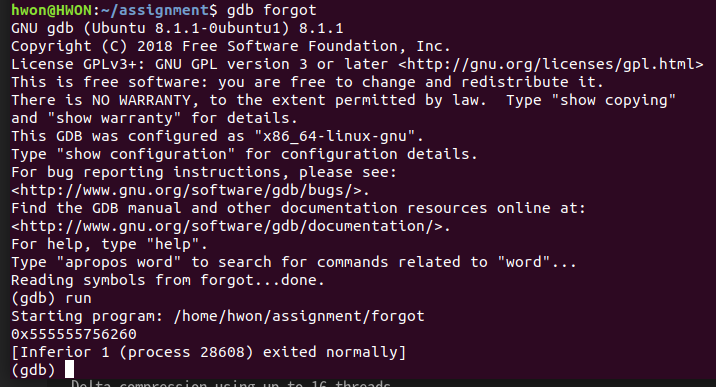 hwon@HWON:~/assignment$ gdb forgot
GNU gdb (Ubuntu 8.1.1-0ubuntu1) 8.1.1
Copyright (C) 2018 Free Software Foundation, Inc.
License GPLv3+: GNU GPL version 3 or later <http://gnu.org/licenses/gpl.html>
This is free software: you are free to change and redistribute it.
There is NO WARRANTY, to the extent permitted by law.  Type "show copying"
and "show warranty" for details.
This GDB was configured as "x86_64-linux-gnu".
Type "show configuration" for configuration details.
For bug reporting instructions, please see:
<http://www.gnu.org/software/gdb/bugs/>.
Find the GDB manual and other documentation resources online at:
<http://www.gnu.org/software/gdb/documentation/>.
For help, type "help".
Type "apropos word" to search for commands related to "word"...
Reading symbols from forgot...done.
(gdb) run
Starting program: /home/hwon/assignment/forgot
0x555555756260
[Inferior 1 (process 28608) exited normally]
(gdb)
Delta compression using up to 16 threads